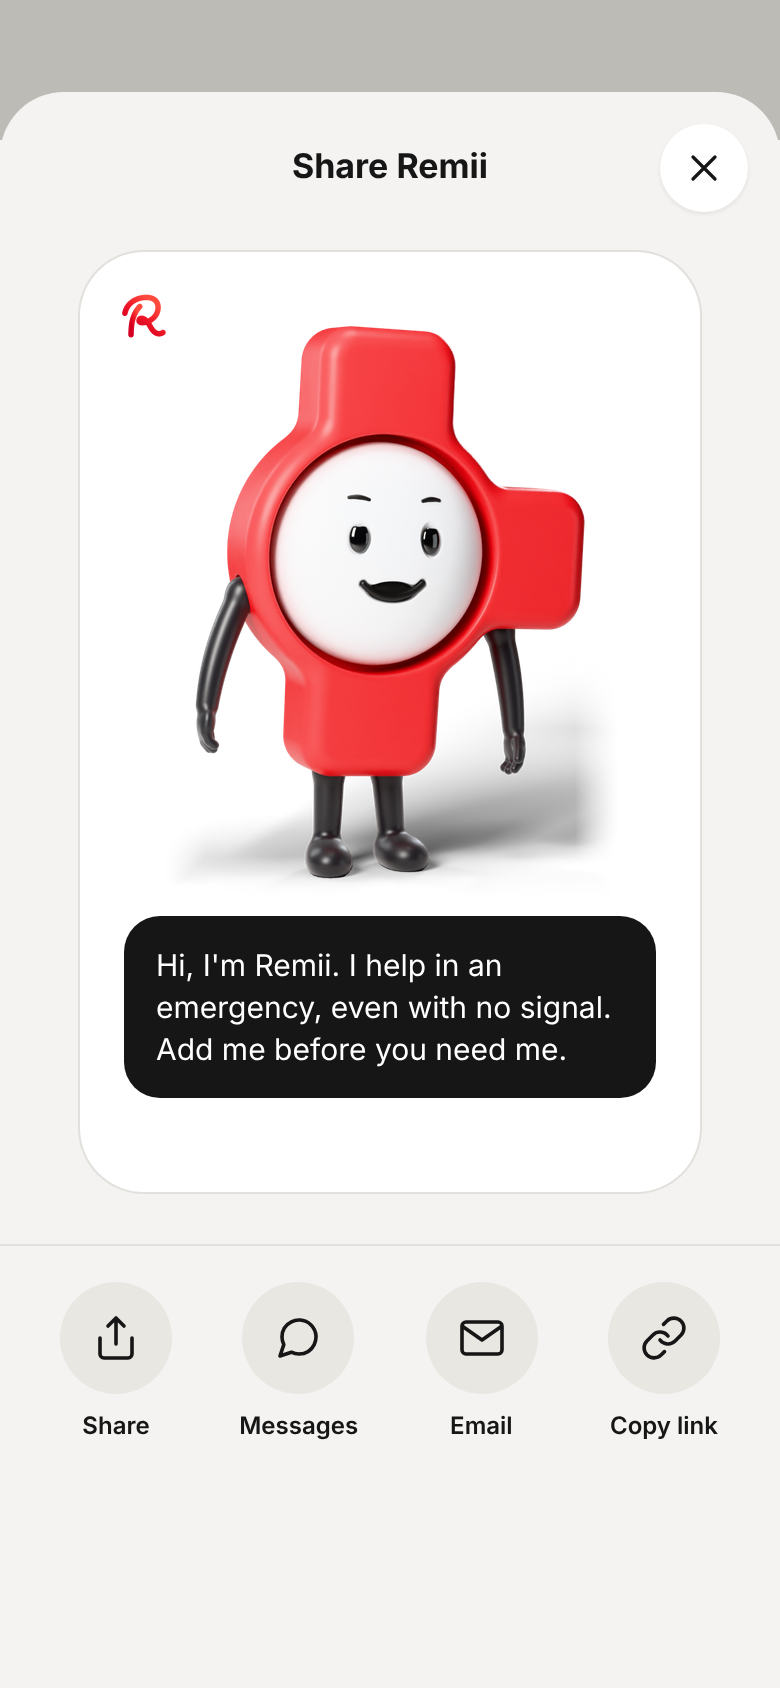 Share Remii
R
Hi, I'm Remii. I help in an
emergency, even with no signal.
Add me before you need me.
Share
Messages
Email
Copy link